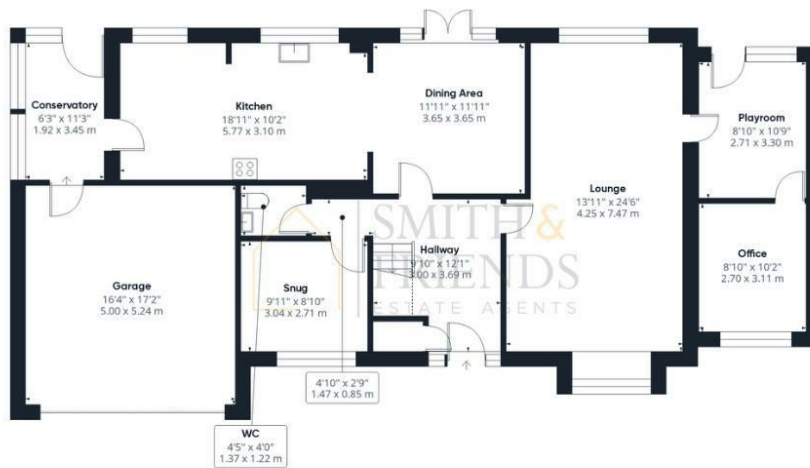 Conservatory
6'3" x 11'3"
1.92 x 3.45 m
Kitchen
18'11" x 10'2"
5.77 x 3.10 m
Dining Area
11'11" x 11'11"
3.65 x 3.65 m
Playroom
8'10" x 10'9"
2.71 x 3.30 m
Lounge
13'11" x 24'6"
4.25 x 7.47 m
SMITH &
FRIENDS
ESTATE AGENTS
Hallway
9'10" x 12'1"
3.00 x 3.69 m
Office
8'10" x 10'2"
2.70 x 3.11 m
Garage
16'4" x 17'2"
5.00 x 5.24 m
Snug
9'11" x 8'10"
3.04 x 2.71 m
4'10" x 2'9"
1.47 x 0.85 m
WC
4'5" x 4'0"
1.37 x 1.22 m